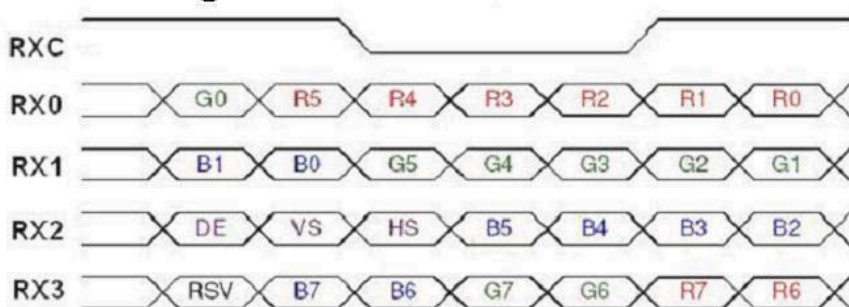 RXC
RX0 G0 R5 R4 R3 R2 R1 R0
RX1 B1 B0 G5 G4 G3 G2 G1
RX2 DE VS HS B5 B4 B3 B2
RX3 RSV B7 B6 G7 G6 R7 R6